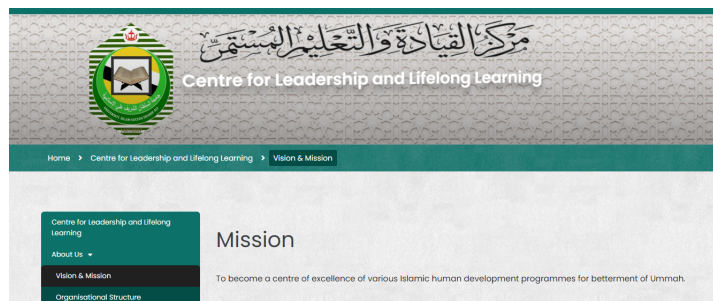 مركز القيادة والتعليم المستمر
Centre for Leadership and Lifelong Learning
Home > Centre for Leadership and Lifelong Learning > Vision & Mission
Centre for Leadership and Lifelong
Learning
About Us
Vision & Mission
Organisational Structure
Mission
To become a centre of excellence of various Islamic human development programmes for betterment of Ummah.